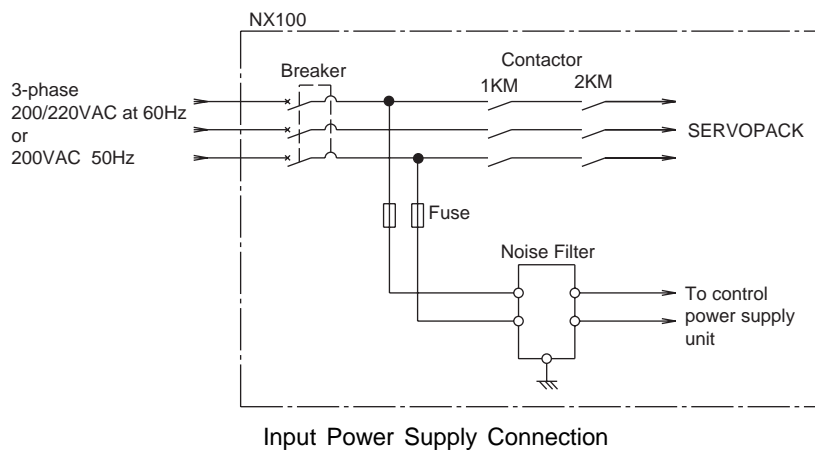 NX100
3-phase
200/220VAC at 60Hz
or
200VAC 50Hz
Breaker
Contactor
1KM
2KM
SERVOPACK
Fuse
Noise Filter
To control
power supply
unit
Input Power Supply Connection